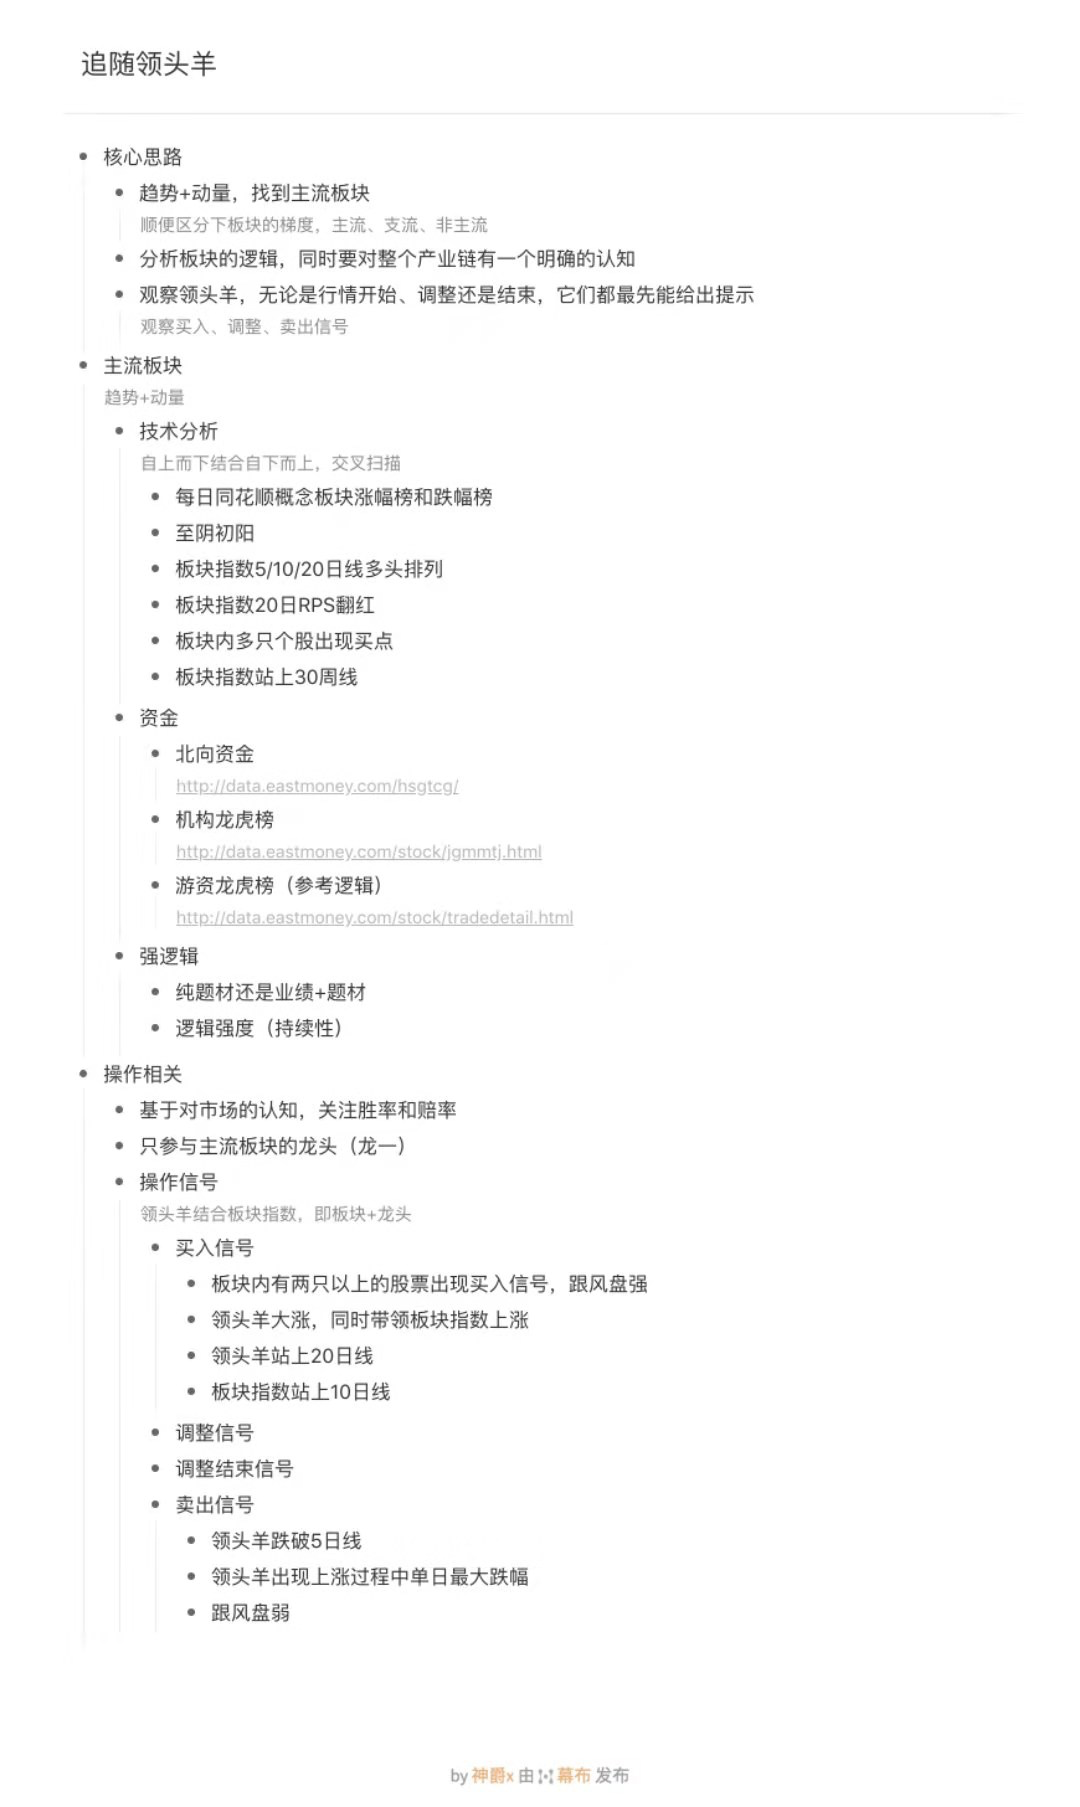 追随领头羊
核心思路
趋势+动量，找到主流板块
顺便区分下板块的梯度，主流、支流、非主流
分析板块的逻辑，同时要对整个产业链有一个明确的认知
观察领头羊，无论是行情开始、调整还是结束，它们都最先能给出提示
观察买入、调整、卖出信号
主流板块
趋势+动量
技术分析
自上而下结合自下而上，交叉扫描
每日同花顺概念板块涨幅榜和跌幅榜
至阴初阳
板块指数5/10/20日线多头排列
板块指数20日RPS翻红
板块内多只个股出现买点
板块指数站上30周线
资金
北向资金
http://data.eastmoney.com/hsgtcg/
机构龙虎榜
http://data.eastmoney.com/stock/jgmmtj.html
游资龙虎榜（参考逻辑）
http://data.eastmoney.com/stock/tradedetail.html
强逻辑
纯题材还是业绩+题材
逻辑强度（持续性）
操作相关
基于对市场的认知，关注胜率和赔率
只参与主流板块的龙头（龙一）
操作信号
领头羊结合板块指数，即板块+龙头
买入信号
板块内有两只以上的股票出现买入信号，跟风盘强
领头羊大涨，同时带领板块指数上涨
领头羊站上20日线
板块指数站上10日线
调整信号
调整结束信号
卖出信号
领头羊跌破5日线
领头羊出现上涨过程中单日最大跌幅
跟风盘弱
by 神爵x 由 幕布 发布